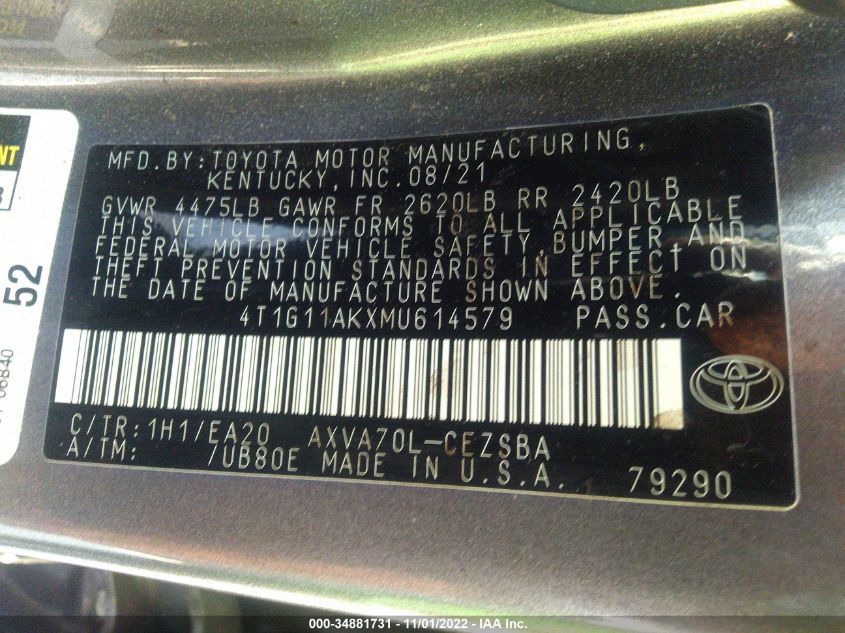 MFD.BY:TOYOTA MOTOR MANUFACTURING,
KENTUCKY,INC.08/21
GVWR 4475LB GAWR FR 2620LB RR 2420LB
THIS VEHICLE CONFORMS TO ALL APPLICABLE
FEDERAL MOTOR VEHICLE SAFETY,BUMPER AND
THEFT PREVENTION STANDARDS IN EFFECT ON
THE DATE OF MANUFACTURE SHOWN ABOVE.
4T1G11AKXMU614579 PASS.CAR
C/TR:1H1/EA20 AXVA70L-CEZSBA
A/TM: /UB80E MADE IN U.S.A. 79290
52
06B40
000-34881731 - 11/01/2022 - IAA Inc.